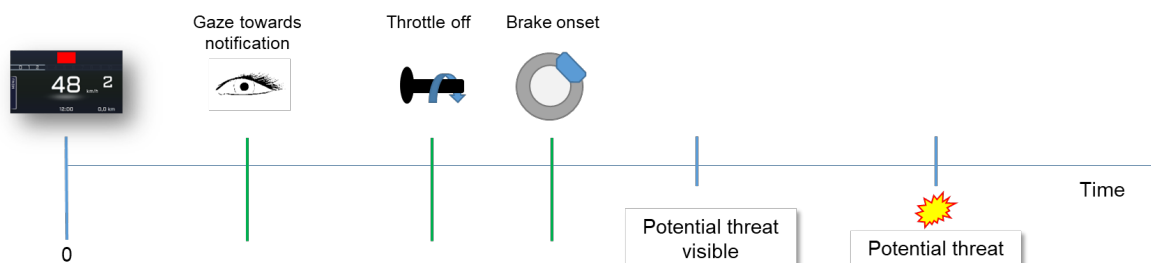 Gaze towards
notification
Throttle off
Brake onset
48
km/h
2
12:00
0,0 km
Time
0
Potential threat
visible
Potential threat